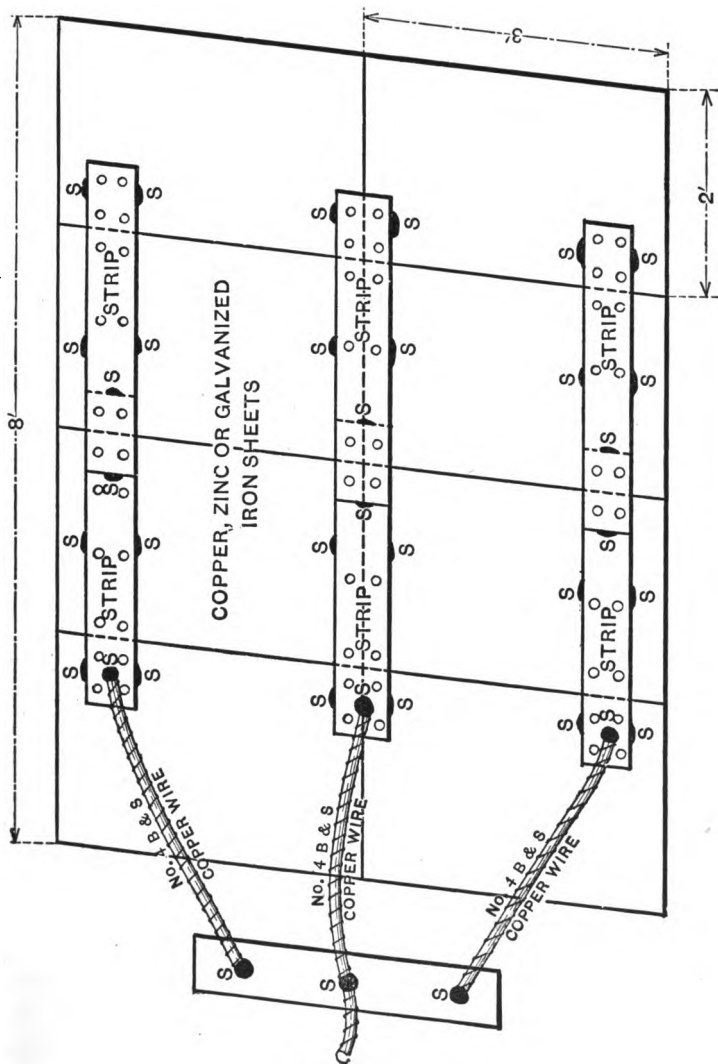 8'
S S S S
S STRIP S S STRIP
S S S S
No. 4 B & S
COPPER WIRE
S
COPPER, ZINC OR GALVANIZED
IRON SHEETS
S S S S
S STRIP S S STRIP
S S S S
No. 4 B & S
COPPER WIRE
S
S S S S
S STRIP S S STRIP
S S S S
No. 4 B & S
COPPER WIRE
S
3'
2'